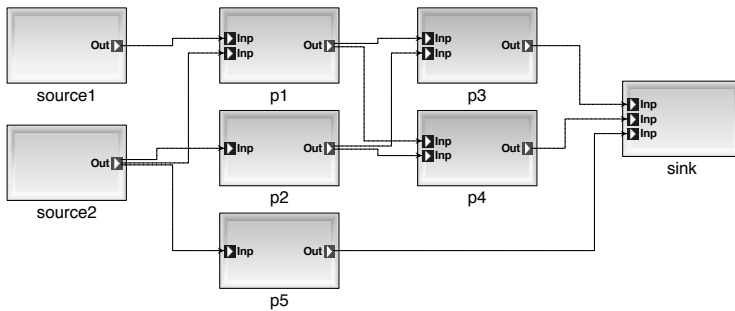 Out
source1
Inp
Inp
Out
p1
Inp
Inp
Out
p3
Inp
Inp
Inp
sink
Out
source2
Inp
Out
p2
Inp
Inp
Out
p4
Inp
Out
p5